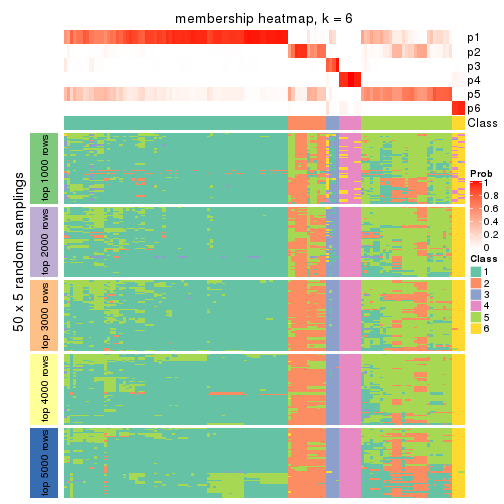 membership heatmap, k = 6
p1
p2
p3
p4
p5
p6
Class
50 x 5 random samplings
top 1000 rows
top 2000 rows
top 3000 rows
top 4000 rows
top 5000 rows
Prob
1
0.8
0.6
0.4
0.2
0
Class
1
2
3
4
5
6